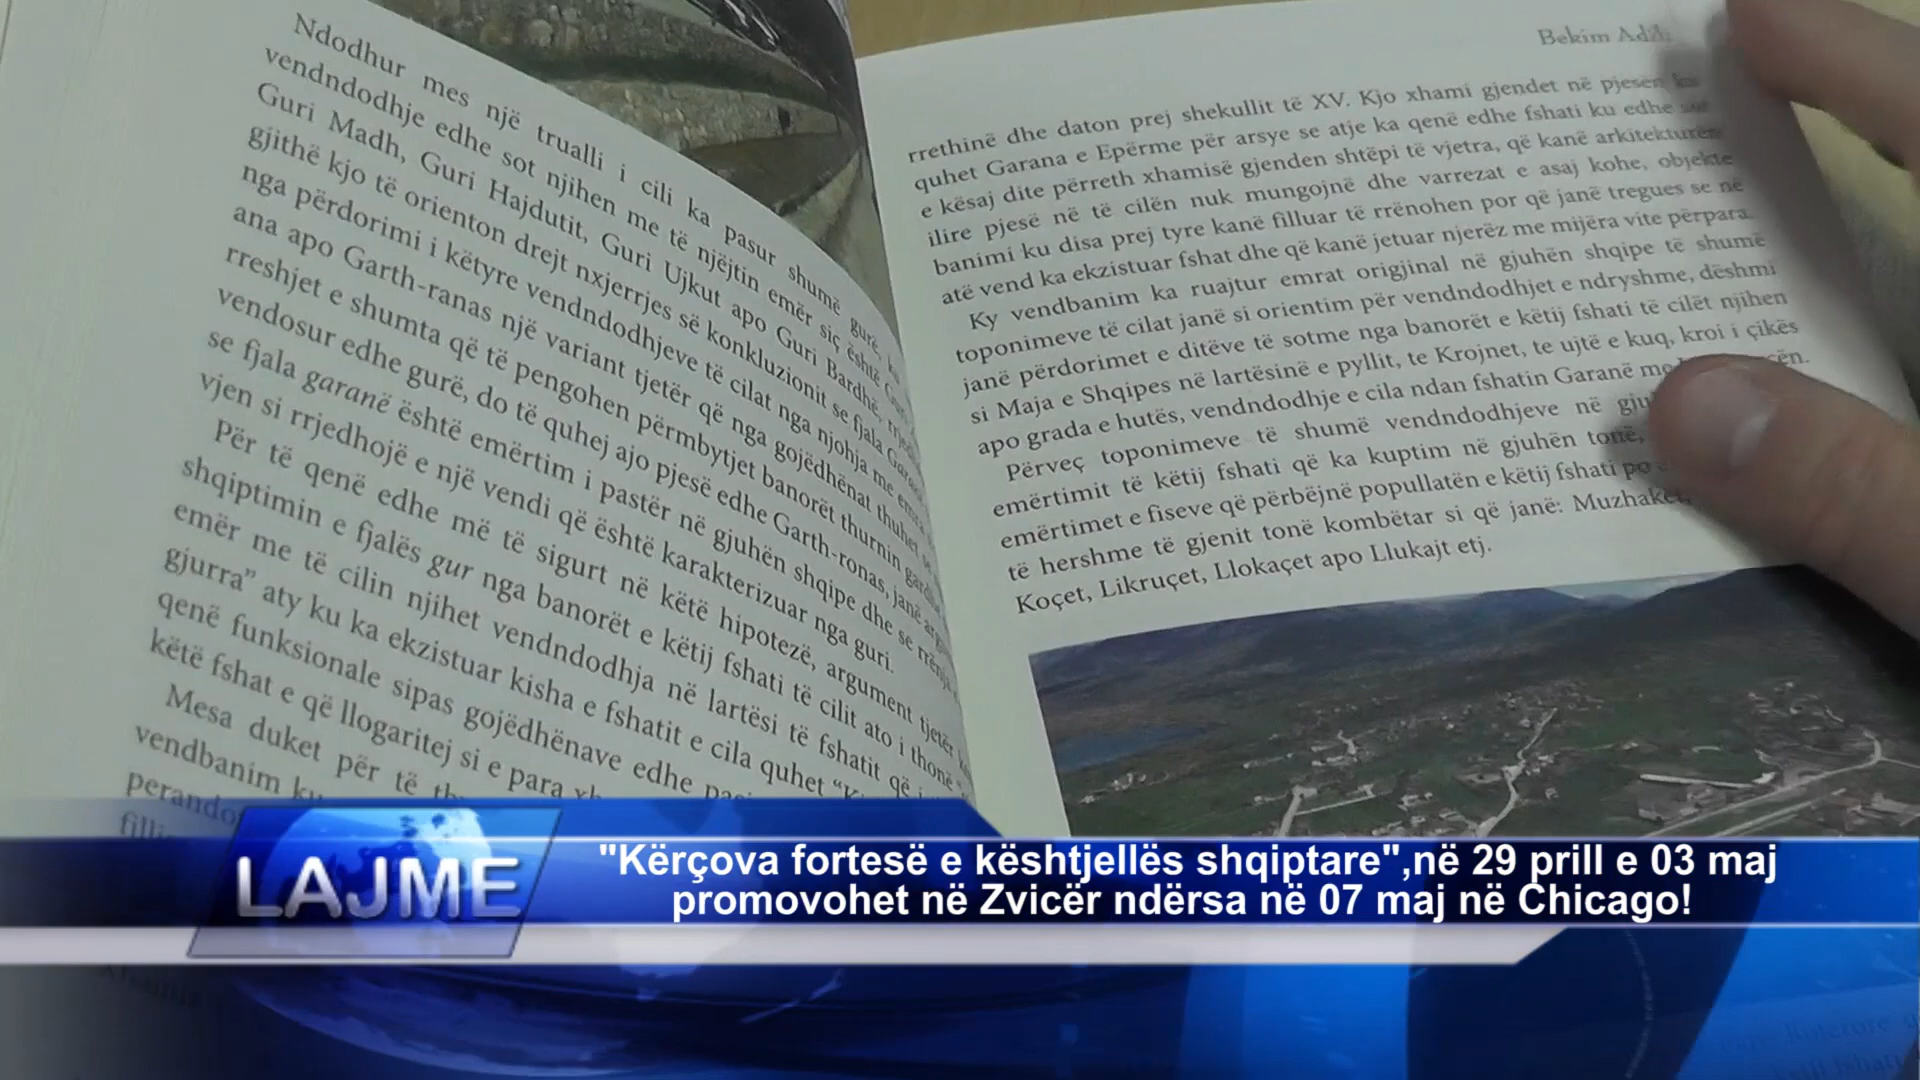 Ndodhur mes një trualli i cili ka pasur shumë gurë,
vendndodhje edhe sot njihen me të njëjtin emër siç është
Guri Madh, Guri Hajdutit, Guri Ujkut apo Guri Bardhë,
gjithë kjo të orienton drejt nxjerrjes së konkluzionit se fjala
nga përdorimi i këtyre vendndodhjeve të cilat nga njohja me
ana apo Garth-ranas një variant tjetër që nga gojëdhënat thuhet
rreshjet e shumta që të pengohen përmbytjet banorët thurnin
vendosur edhe gurë, do të quhej ajo pjesë edhe Garth-ronas, janë
se fjala garanë është emërtim i pastër në gjuhën shqipe dhe se
vjen si rrjedhojë e një vendi që është karakterizuar nga guri.
Për të qenë edhe më të sigurt në këtë hipotezë, argument tjetër
shqiptimin e fjalës gur nga banorët e këtij fshati të cilit ato i thonë
emër me të cilin njihet vendndodhja në lartësi të fshatit që
gjurra” aty ku ka ekzistuar kisha e fshatit e cila quhet
qenë funksionale sipas gojëdhënave edhe
këtë fshat e që llogaritej si e para
Mesa duket për të
vendbanim
Bekim
rrethinë dhe daton prej shekullit të XV. Kjo xhami gjendet në pjesën
quhet Garana e Epërme për arsye se atje ka qenë edhe fshati ku edhe sot
e kësaj dite përreth xhamisë gjenden shtëpi të vjetra, që kanë arkitekturën
ilire pjesë në të cilën nuk mungojnë dhe varrezat e asaj kohe, objekte
banimi ku disa prej tyre kanë filluar të rrënohen por që janë tregues se në
atë vend ka ekzistuar fshat dhe që kanë jetuar njerëz me mijëra vite përpara.
Ky vendbanim ka ruajtur emrat origjinal në gjuhën shqipe të shumë
toponimeve të cilat janë si orientim për vendndodhjet e ndryshme, dëshmi
janë përdorimet e ditëve të sotme nga banorët e këtij fshati të cilët njihen
si Maja e Shqipes në lartësinë e pyllit, te Krojnet, te ujtë e kuq, kroi i çikës
apo grada e hutës, vendndodhje e cila ndan fshatin Garanë
Përveç toponimeve të shumë vendndodhjeve në
emërtimit të këtij fshati që ka kuptim në gjuhën tonë,
emërtimet e fiseve që përbëjnë popullatën e këtij fshati po
të hershme të gjenit tonë kombëtar si që janë: Muzhaket,
Koçet, Likruçet, Llokaçet apo Llukajt etj.
LAJME
"Kërçova fortesë e kështjellës shqiptare",në 29 prill e 03 maj
promovohet në Zvicër ndërsa në 07 maj në Chicago!